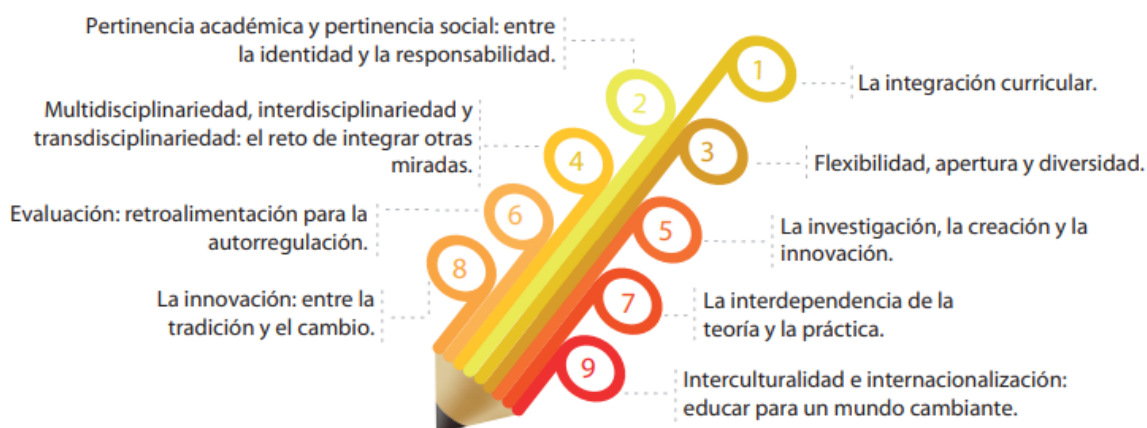 1
La integración curricular.
2
Pertinencia académica y pertinencia social: entre
la identidad y la responsabilidad.
3
Flexibilidad, apertura y diversidad.
4
Multidisciplinariedad, interdisciplinariedad y
transdisciplinariedad: el reto de integrar otras
miradas.
5
La investigación, la creación y la
innovación.
6
Evaluación: retroalimentación para la
autorregulación.
7
La interdependencia de la
teoría y la práctica.
8
La innovación: entre la
tradición y el cambio.
9
Interculturalidad e internacionalización:
educar para un mundo cambiante.